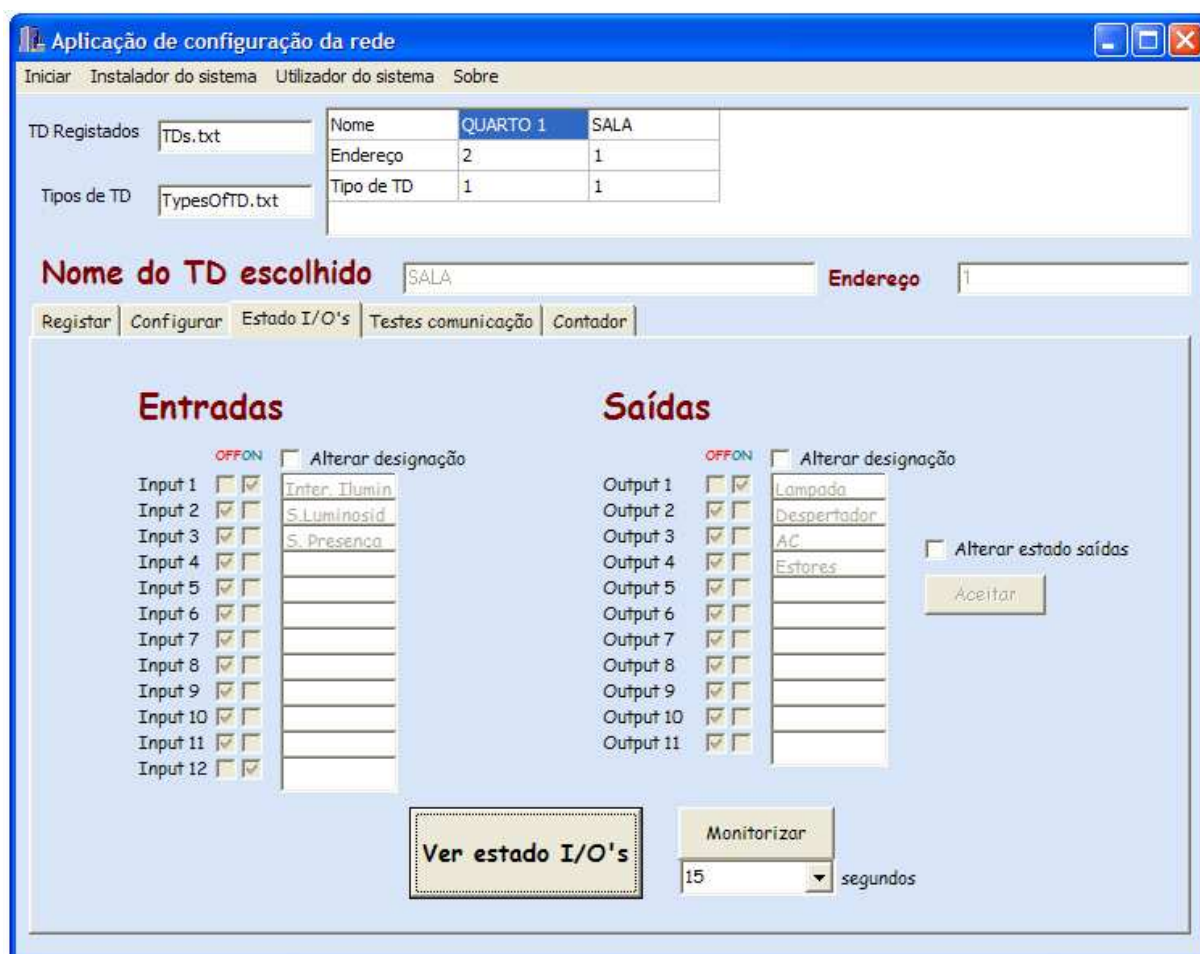 Aplicação de configuração da rede
Iniciar Instalador do sistema Utilizador do sistema Sobre
TD Registados TDs.txt
Tipos de TD TypesOfTD.txt
Nome QUARTO 1 SALA
Endereço 2 1
Tipo de TD 1 1
Nome do TD escolhido SALA Endereço 1
Registar Configurar Estado I/O's Testes comunicação Contador
Entradas
OFF ON Alterar designação
Input 1 Inter. Ilumin
Input 2 S.Luminosid
Input 3 S. Presenca
Input 4
Input 5
Input 6
Input 7
Input 8
Input 9
Input 10
Input 11
Input 12
Saídas
OFF ON Alterar designação
Output 1 Lampada
Output 2 Despertador
Output 3 AC
Output 4 Estores
Output 5
Output 6
Output 7
Output 8
Output 9
Output 10
Output 11
Alterar estado saídas
Aceitar
Ver estado I/O's
Monitorizar
15 segundos